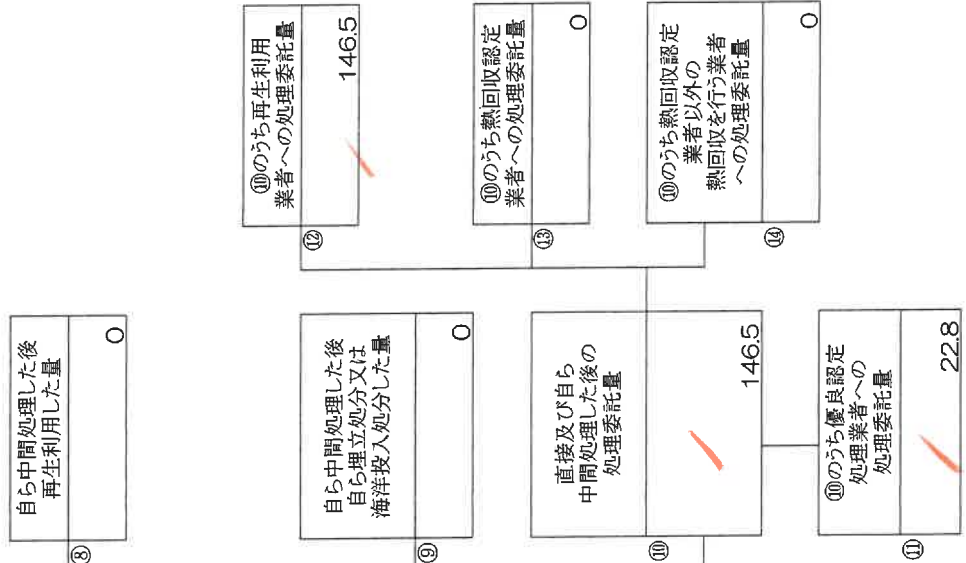 ⑧
自ら中間処理した後
再生利用した量
0
⑨
自ら中間処理した後
自ら埋立処分又は
海洋投入処分した量
0
⑩
直接及び自ら
中間処理した後の
処理委託量
146.5
⑪
⑩のうち優良認定
処理業者への
処理委託量
22.8
⑫
⑩のうち再生利用
業者への処理委託量
146.5
⑬
⑩のうち熱回収認定
業者への処理委託量
0
⑭
⑩のうち熱回収認定
業者以外の
熱回収を行う業者
への処理委託量
0